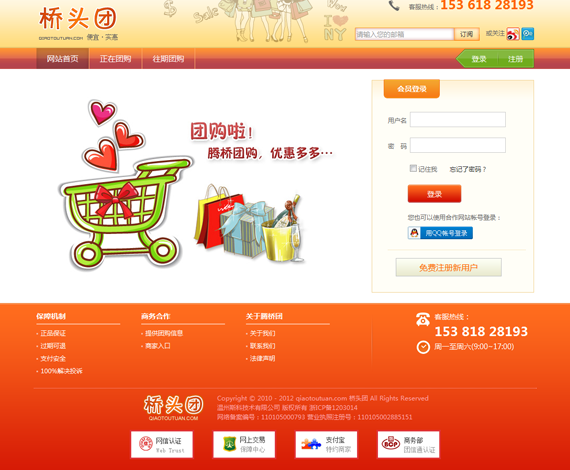 桥头团
QIAOTOUTUAN.COM 便宜·实惠
Sale
I NY
客服热线：153 818 28193
请输入您的邮箱
订阅
或关注
网站首页
正在团购
往期团购
登录
注册
团购啦！
腾桥团购，优惠多多…
会员登录
用户名
密 码
记住我
忘记了密码？
登录
您也可以使用合作网站帐号登录：
用QQ帐号登录
免费注册新用户
保障机制
正品保证
过期可退
支付安全
100%解决投诉
商务合作
提供团购信息
商家入口
关于腾桥团
关于我们
联系我们
法律声明
客服热线：
153 818 28193
周一至周六(9:00~17:00)
桥头团
QIAOTOUTUAN.COM
Copyright © 2010 - 2012 qiaotoutuan.com 桥头团 All Rights Reserved
温州斯科技术有限公司 版权所有 浙ICP备1203014
网络备案编号：110105000793 营业执照注册号：110105002885151
网信认证
Web Trust
网上交易
保障中心
支付宝
特约商家
BCP
商务部
团信通认证